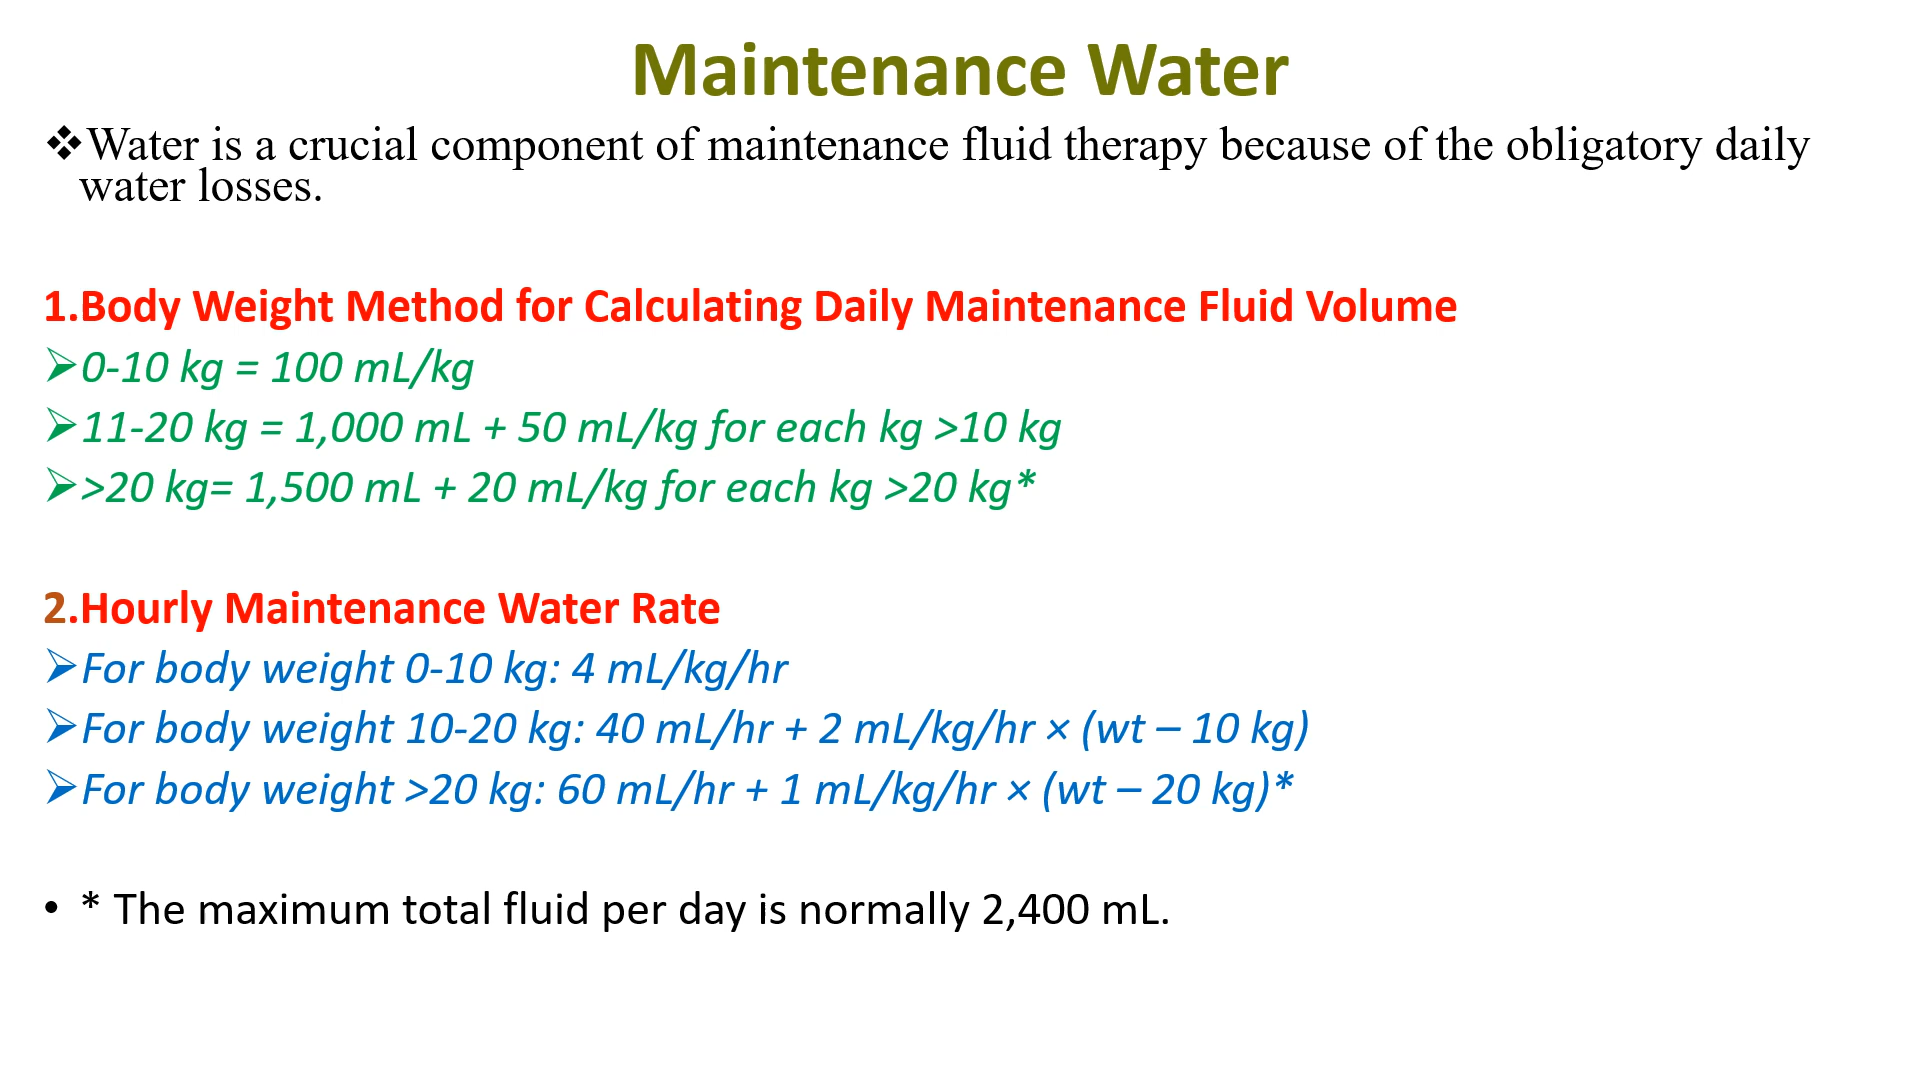 Maintenance Water
❖Water is a crucial component of maintenance fluid therapy because of the obligatory daily
water losses.
1.Body Weight Method for Calculating Daily Maintenance Fluid Volume
➢0-10 kg = 100 mL/kg
➢11-20 kg = 1,000 mL + 50 mL/kg for each kg >10 kg
➢>20 kg= 1,500 mL + 20 mL/kg for each kg >20 kg*
2.Hourly Maintenance Water Rate
➢For body weight 0-10 kg: 4 mL/kg/hr
➢For body weight 10-20 kg: 40 mL/hr + 2 mL/kg/hr × (wt – 10 kg)
➢For body weight >20 kg: 60 mL/hr + 1 mL/kg/hr × (wt – 20 kg)*
• * The maximum total fluid per day is normally 2,400 mL.